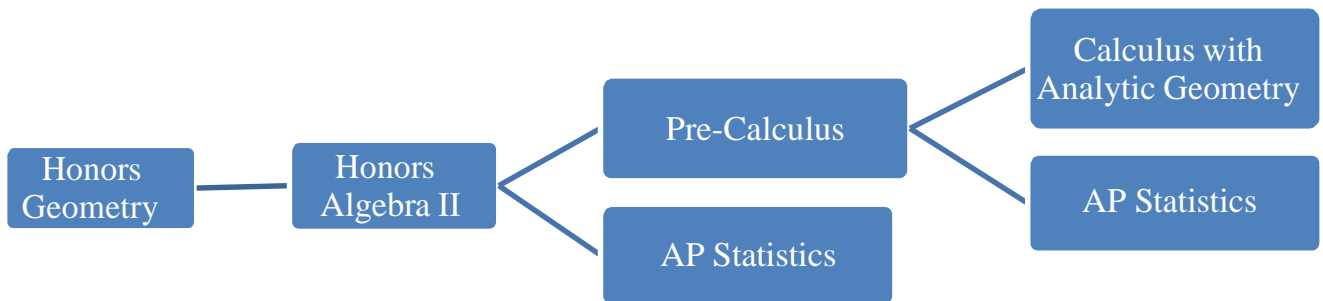 Honors
Geometry
Honors
Algebra II
Pre-Calculus
AP Statistics
Calculus with
Analytic Geometry
AP Statistics